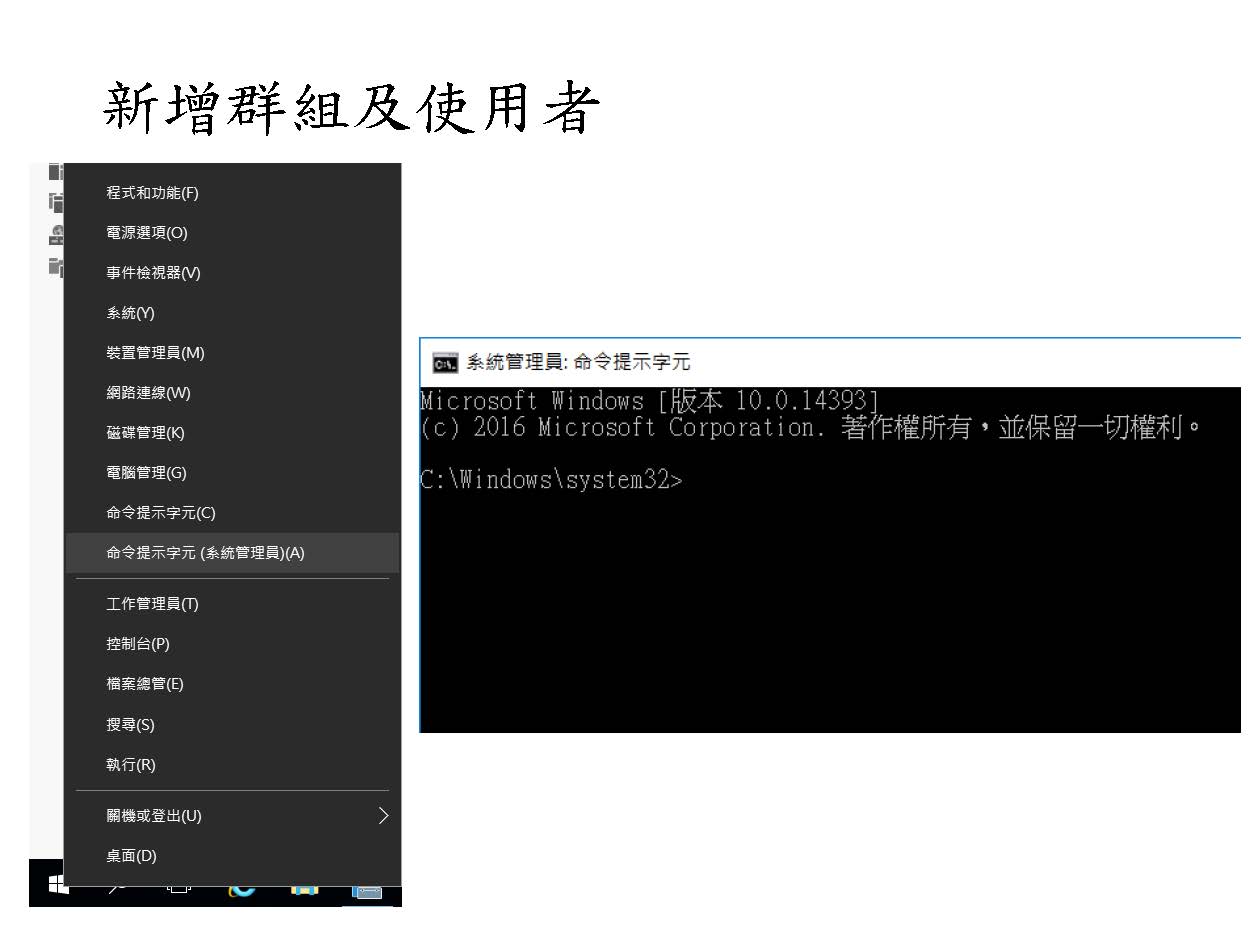 新增群組及使用者
程式和功能(F)
電源選項(O)
事件檢視器(V)
系統(Y)
裝置管理員(M)
網路連線(W)
磁碟管理(K)
電腦管理(G)
命令提示字元(C)
命令提示字元 (系統管理員)(A)
工作管理員(T)
控制台(P)
檔案總管(E)
搜尋(S)
執行(R)
關機或登出(U)
桌面(D)
系統管理員: 命令提示字元
Microsoft Windows [版本 10.0.14393]
(c) 2016 Microsoft Corporation. 著作權所有，並保留一切權利。
C:\Windows\system32>